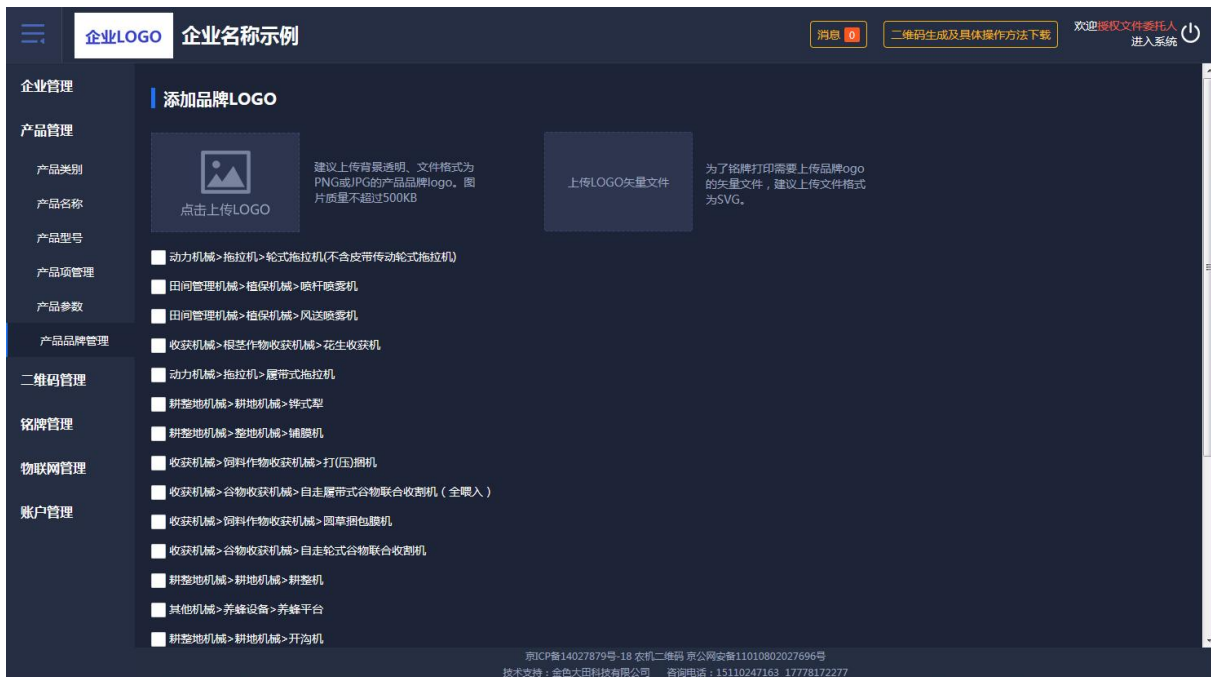 企业LOGO 企业名称示例
消息 0
二维码生成及具体操作方法下载
欢迎授权文件委托人
进入系统
企业管理
产品管理
产品类别
产品名称
产品型号
产品项管理
产品参数
产品品牌管理
二维码管理
铭牌管理
物联网管理
账户管理
添加品牌LOGO
点击上传LOGO
建议上传背景透明、文件格式为
PNG或JPG的产品品牌logo。图
片质量不超过500KB
上传LOGO矢量文件
为了铭牌打印需要上传品牌ogo
的矢量文件，建议上传文件格式
为SVG。
动力机械>拖拉机>轮式拖拉机(不含皮带传动轮式拖拉机)
田间管理机械>植保机械>喷杆喷雾机
田间管理机械>植保机械>风送喷雾机
收获机械>根茎作物收获机械>花生收获机
动力机械>拖拉机>履带式拖拉机
耕整地机械>耕地机械>铧式犁
耕整地机械>整地机械>铺膜机
收获机械>饲料作物收获机械>打(压)捆机
收获机械>谷物收获机械>自走履带式谷物联合收割机（全喂入）
收获机械>饲料作物收获机械>圆草捆包膜机
收获机械>谷物收获机械>自走轮式谷物联合收割机
耕整地机械>耕地机械>耕整机
其他机械>养蜂设备>养蜂平台
耕整地机械>耕地机械>开沟机
京ICP备14027879号-18 农机二维码 京公网安备11010802027696号
技术支持：金色大田科技有限公司 咨询电话：15110247163 17778172277